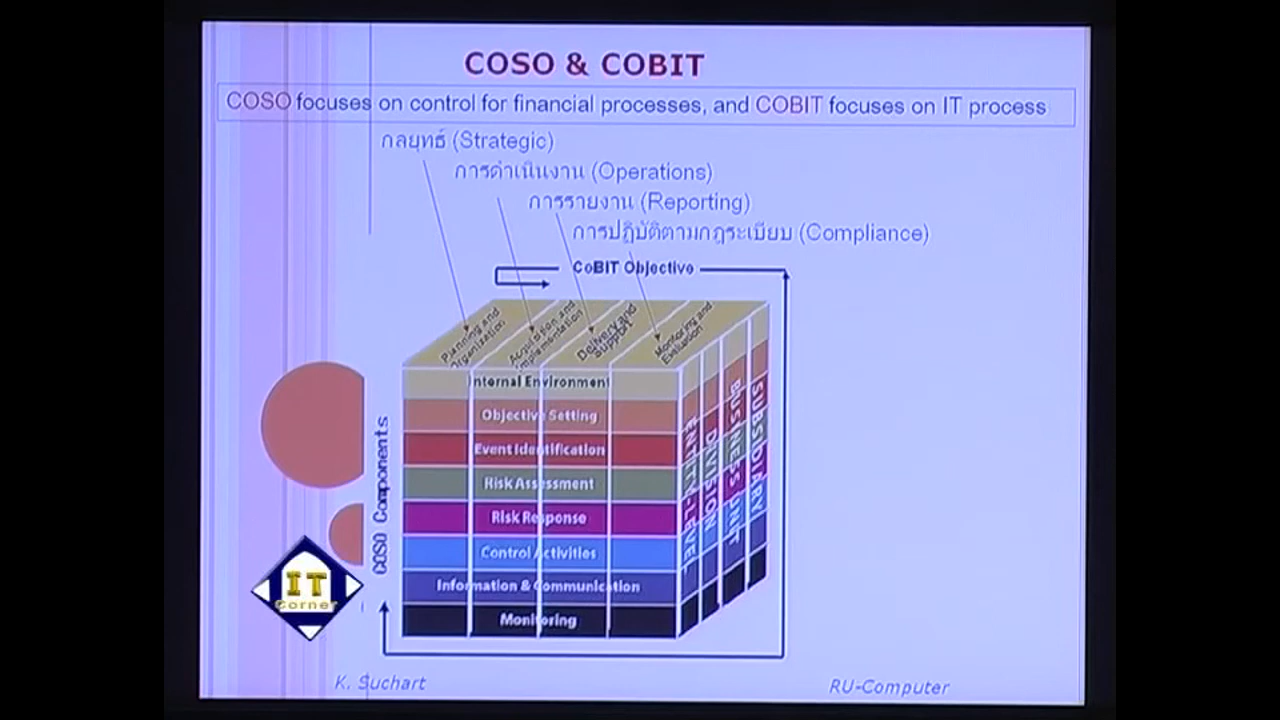 COSO & COBIT
COSO focuses on control for financial processes, and COBIT focuses on IT process
กลยุทธ์ (Strategic)
การดำเนินงาน (Operations)
การรายงาน (Reporting)
การปฏิบัติตามกฎระเบียบ (Compliance)
CoBIT Objective
Planning and
Organization
Acquisition and
Implementation
Delivery and
Support
Monitoring and
Evaluation
Internal Environment
Objective Setting
Event Identification
Risk Assessment
Risk Response
Control Activities
Information & Communication
Monitoring
COSO Components
ENTITY-LEVEL
DIVISION
BUSINESS UNIT
SUBSIDIARY
IT
Corner
K. Suchart
RU-Computer